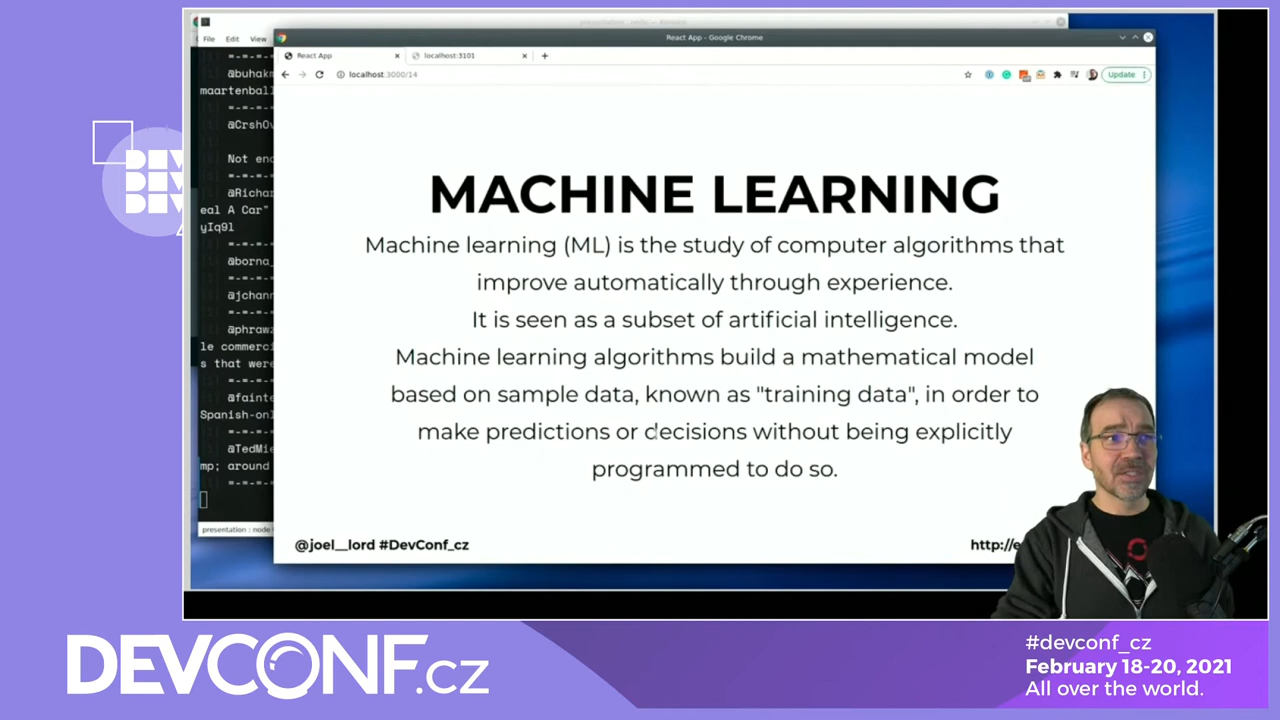 File Edit View
React App - Google Chrome
React App
localhost:3101
localhost:3000/14
Update
@buhakm
maartenball
@CrshOv
Not end
@Richar
eal A Car"
yIq9l
@borna_
@jchann
@phrawz
le commerci
s that were
@fainte
Spanish-onl
@TedMie
mp; around
presentation : node
MACHINE LEARNING
Machine learning (ML) is the study of computer algorithms that
improve automatically through experience.
It is seen as a subset of artificial intelligence.
Machine learning algorithms build a mathematical model
based on sample data, known as "training data", in order to
make predictions or decisions without being explicitly
programmed to do so.
@joel__lord #DevConf_cz
http://e
DEVCONF.CZ
#devconf_cz
February 18-20, 2021
All over the world.